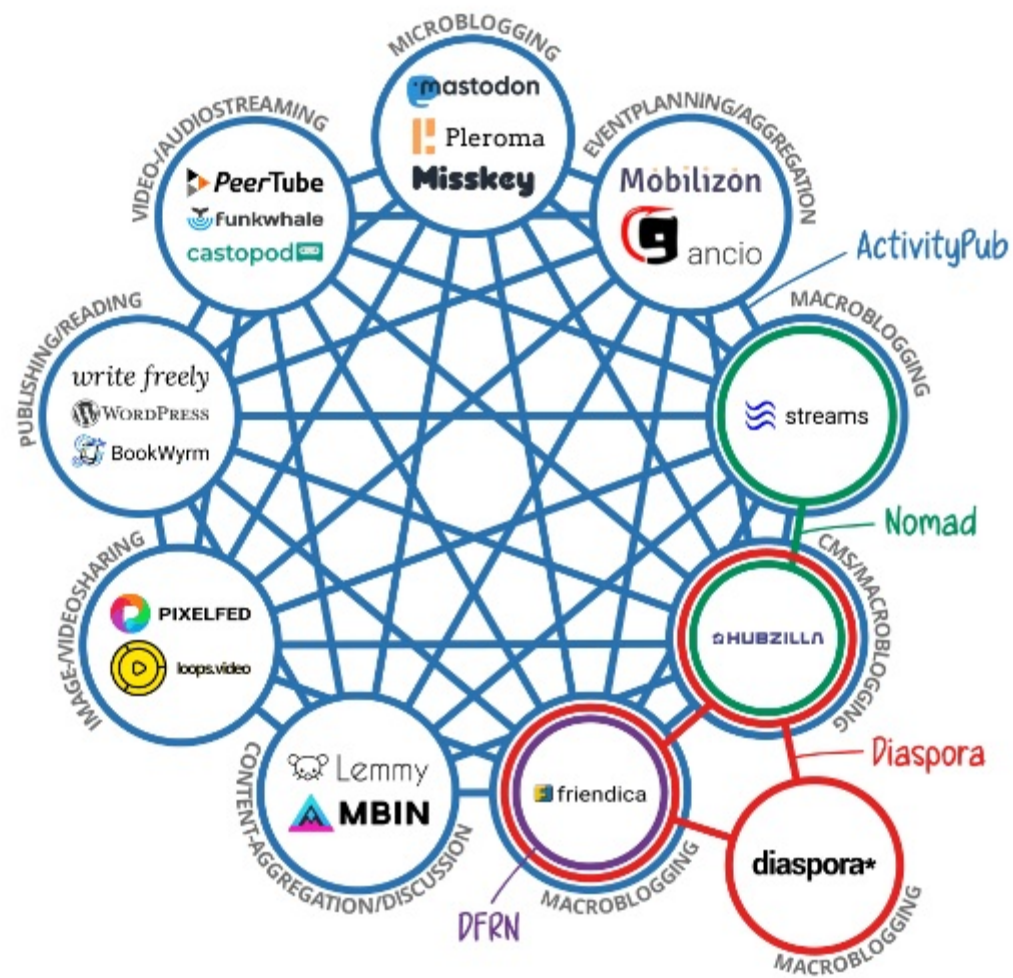 MICROBLOGGING
mastodon
Pleroma
Misskey
EVENTPLANNING/AGGREGATION
Mobilizon
g ancio
ActivityPub
MACROBLOGGING
streams
Nomad
CMS/MACROBLOGGING
HUBZILLA
Diaspora
diaspora*
MACROBLOGGING
friendica
MACROBLOGGING
DFRN
Lemmy
MBIN
CONTENT-AGGREGATION/DISCUSSION
PIXELFED
loops.video
IMAGE-/VIDEOSHARING
write freely
WORDPRESS
BookWyrm
PUBLISHING/READING
PeerTube
funkwhale
castopod
VIDEO-/AUDIOSTREAMING